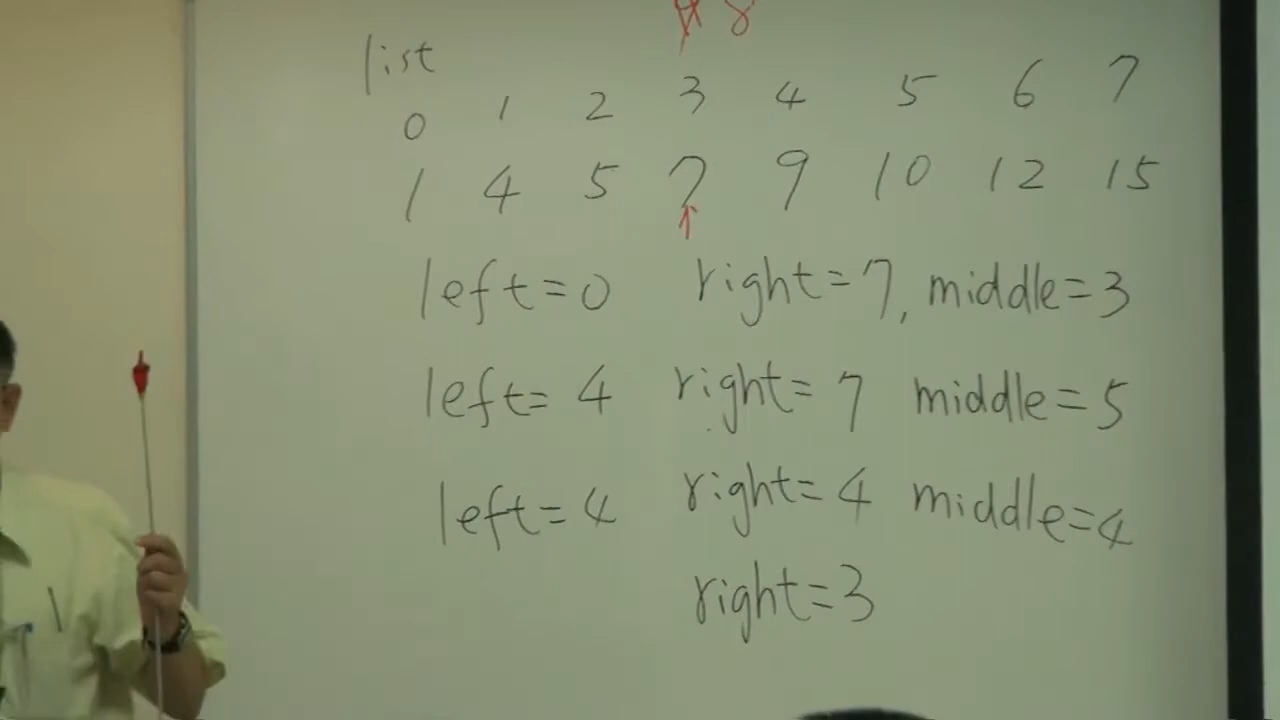 8
list
0 1 2 3 4 5 6 7
1 4 5 7 9 10 12 15
left=0 right=7, middle=3
left=4 right=7 middle=5
left=4 right=4 middle=4
right=3